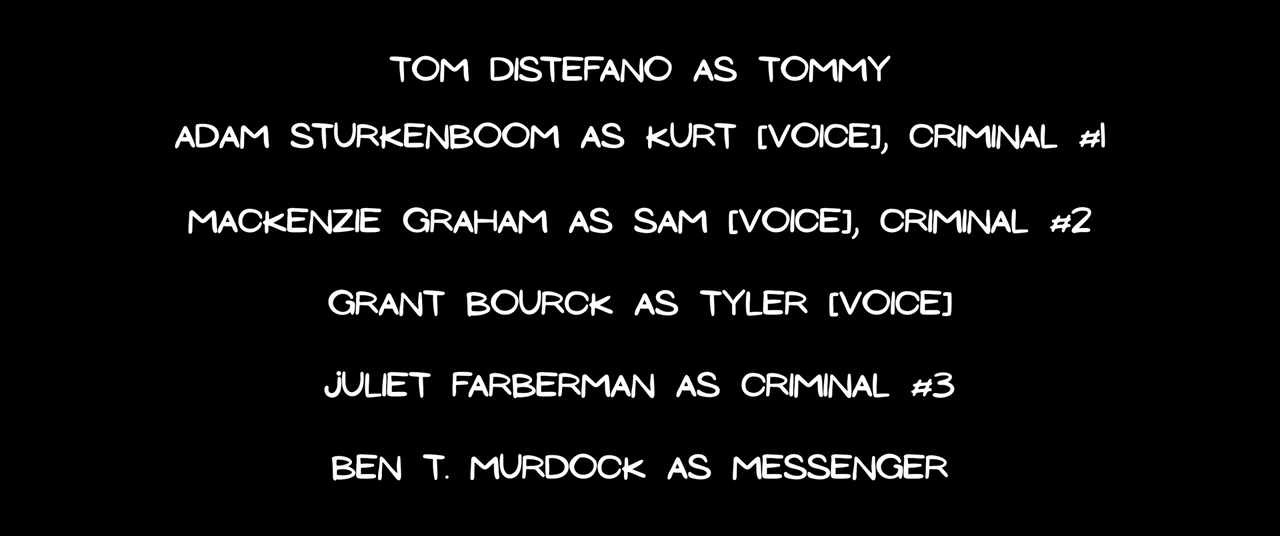 TOM DISTEFANO AS TOMMY
ADAM STURKENBOOM AS KURT [VOICE], CRIMINAL #1
MACKENZIE GRAHAM AS SAM [VOICE], CRIMINAL #2
GRANT BOURCK AS TYLER [VOICE]
JULIET FARBERMAN AS CRIMINAL #3
BEN T. MURDOCK AS MESSENGER